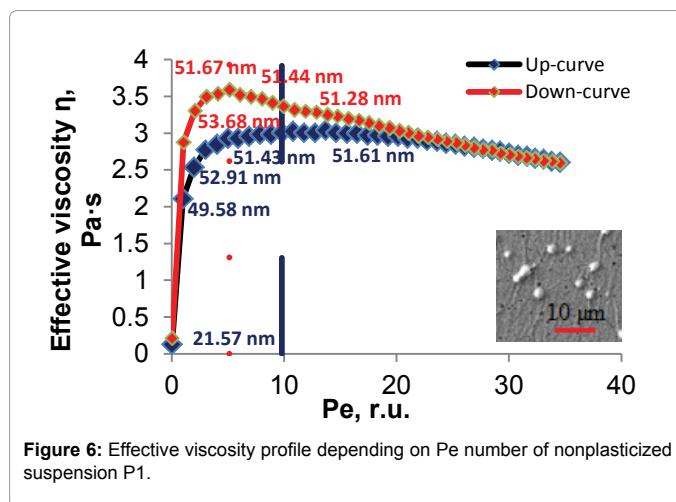 Effective viscosity η,
Pa·s
4
3.5
3
2.5
2
1.5
1
0.5
0
51.67 nm
51.44 nm
51.28 nm
53.68 nm
51.43 nm
51.61 nm
52.91 nm
49.58 nm
21.57 nm
Up-curve
Down-curve
10 μm
0
10
20
30
40
Pe, r.u.
Figure 6: Effective viscosity profile depending on Pe number of nonplasticized
suspension P1.